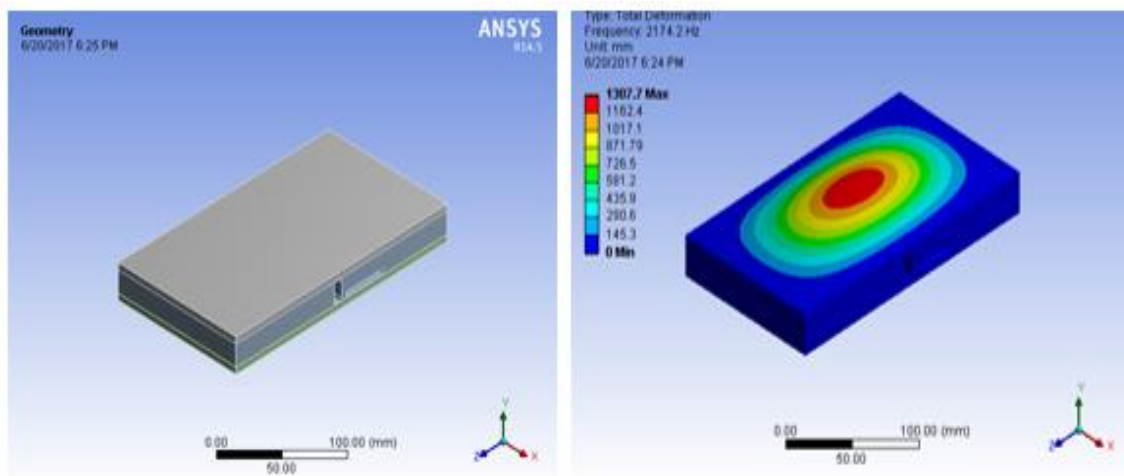 Geometry
6/20/2017 6:25 PM
ANSYS
R14.5
0.00 100.00 (mm)
50.00
Y
Z X
Type: Total Deformation
Frequency: 2174.2 Hz
Unit: mm
6/20/2017 6:24 PM
1307.7 Max
1162.4
1017.1
871.79
726.5
581.2
435.9
290.6
145.3
0 Min
0.00 100.00 (mm)
50.00
Y
Z X